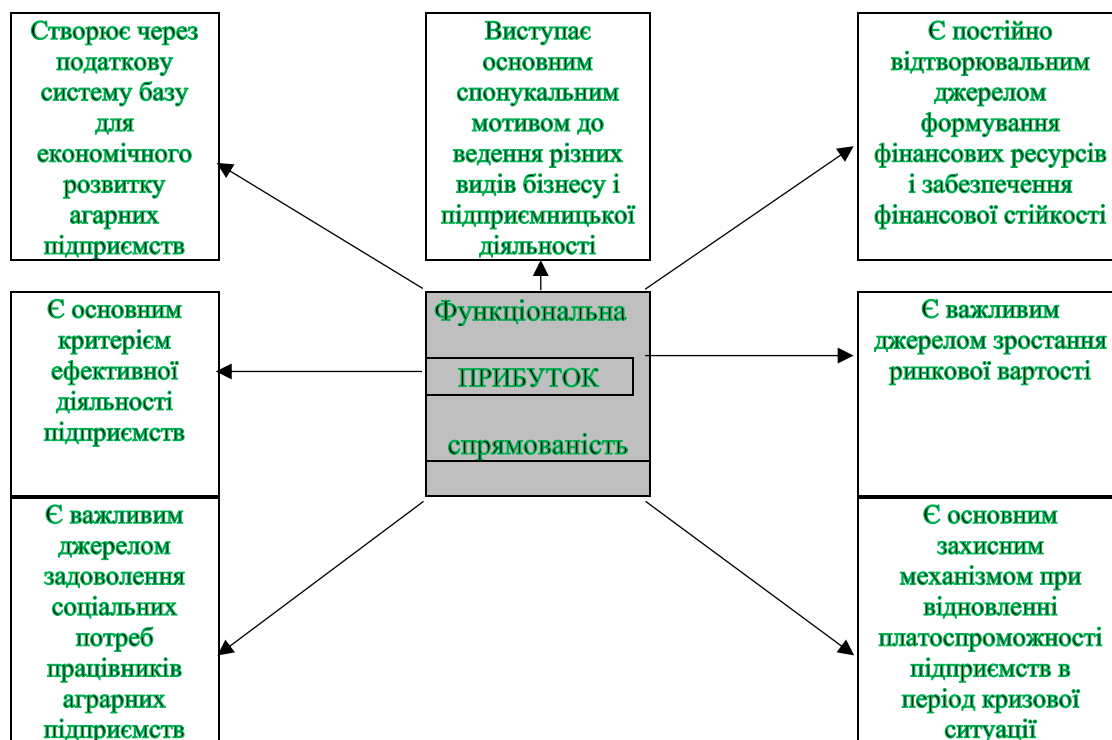 Створює через
податкову
систему базу
для
економічного
розвитку
агарних
підприємств
Виступає
основним
спонукальним
мотивом до
ведення різних
видів бізнесу і
підприємницької
діяльності
Є постійно
відтворювальним
джерелом
формування
фінансових ресурсів
і забезпечення
фінансової стійкості
Є основним
критерієм
ефективної
діяльності
підприємств
Функціональна
ПРИБУТОК
спрямованість
Є важливим
джерелом зростання
ринкової вартості
Є важливим
джерелом
задоволення
соціальних
потреб
працівників
аграрних
підприємств
Є основним
захисним
механізмом при
відновленні
платоспроможності
підприємств в
період кризової
ситуації